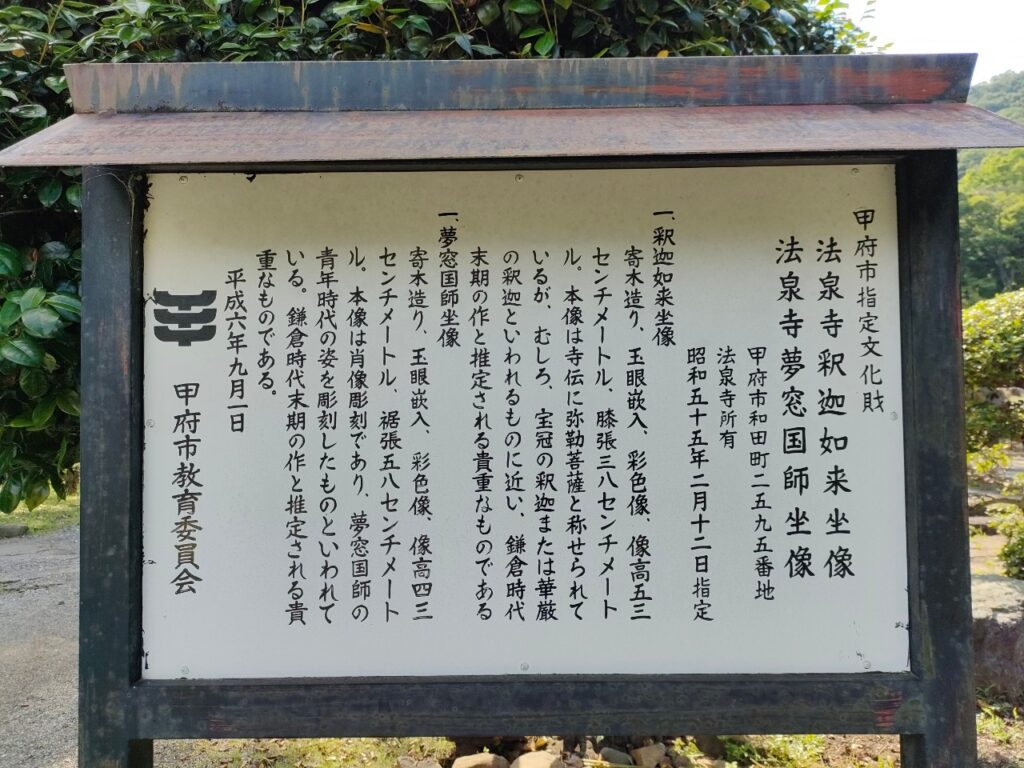 甲府市指定文化財
法泉寺釈迦如来坐像
法泉寺夢窓国師坐像
甲府市和田町二五九五番地
法泉寺所有
昭和五十五年二月十二日指定
一、釈迦如来坐像
寄木造り、玉眼嵌入、彩色像、像高五三
センチメートル、膝張三八センチメート
ル。本像は寺伝に弥勒菩薩と称せられて
いるが、むしろ、宝冠の釈迦または華厳
の釈迦といわれるものに近い、鎌倉時代
末期の作と推定される貴重なものである
一、夢窓国師坐像
寄木造り、玉眼嵌入、彩色像、像高四三
センチメートル、裾張五八センチメート
ル。本像は肖像彫刻であり、夢窓国師の
青年時代の姿を彫刻したものといわれて
いる。鎌倉時代末期の作と推定される貴
重なものである。
平成六年九月一日
甲府市教育委員会